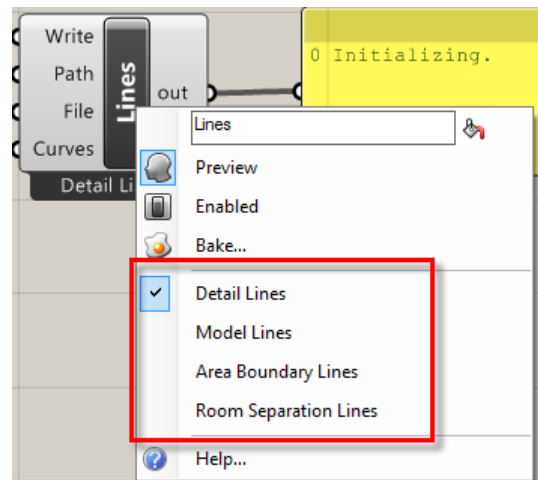 Write
Path
File
Curves
Lines
out
Detail Li
0 Initializing.
Lines
Preview
Enabled
Bake...
Detail Lines
Model Lines
Area Boundary Lines
Room Separation Lines
Help...